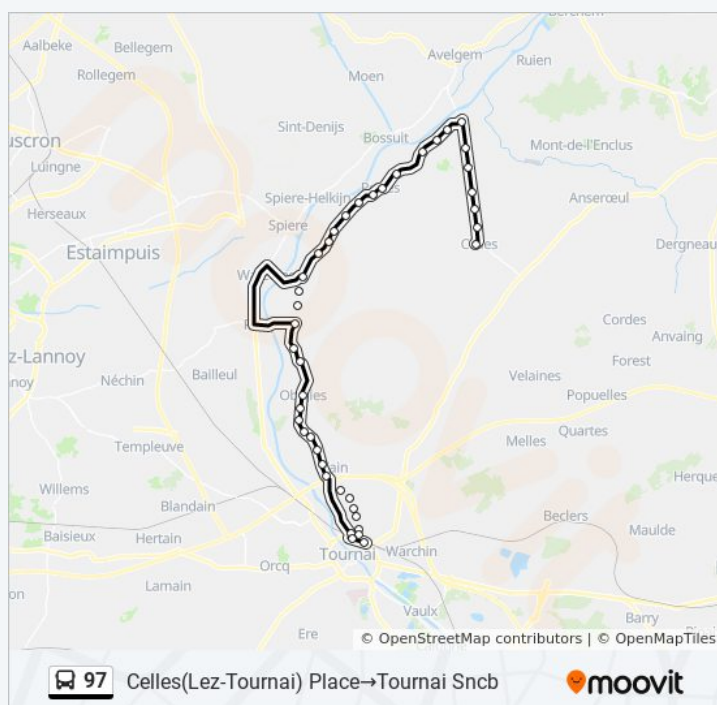 Berchem
Aalbeke
Bellegem
Avelgem
Ruien
Rollegem
Moen
Sint-Denijs
Bossuit
Mont-de-l'Enclus
uscron
Luingne
Spiere-Helkijn
Anserœul
Herseaux
Spiere
Dergneau
Estaimpuis
Cordes
Anvaing
z-Lannoy
Forest
Néchin
Bailleul
Velaines
Popuelles
Quartes
Templeuve
Melles
Herque
Willems
Blandain
Beclers
Maulde
Baisieux
Hertain
Tournai
Warchin
Orcq
Lamain
Vaulx
Barry
Ere
© OpenStreetMap contributors | © OpenMapTiles
97 Celles(Lez-Tournai) Place→Tournai Sncb moovit